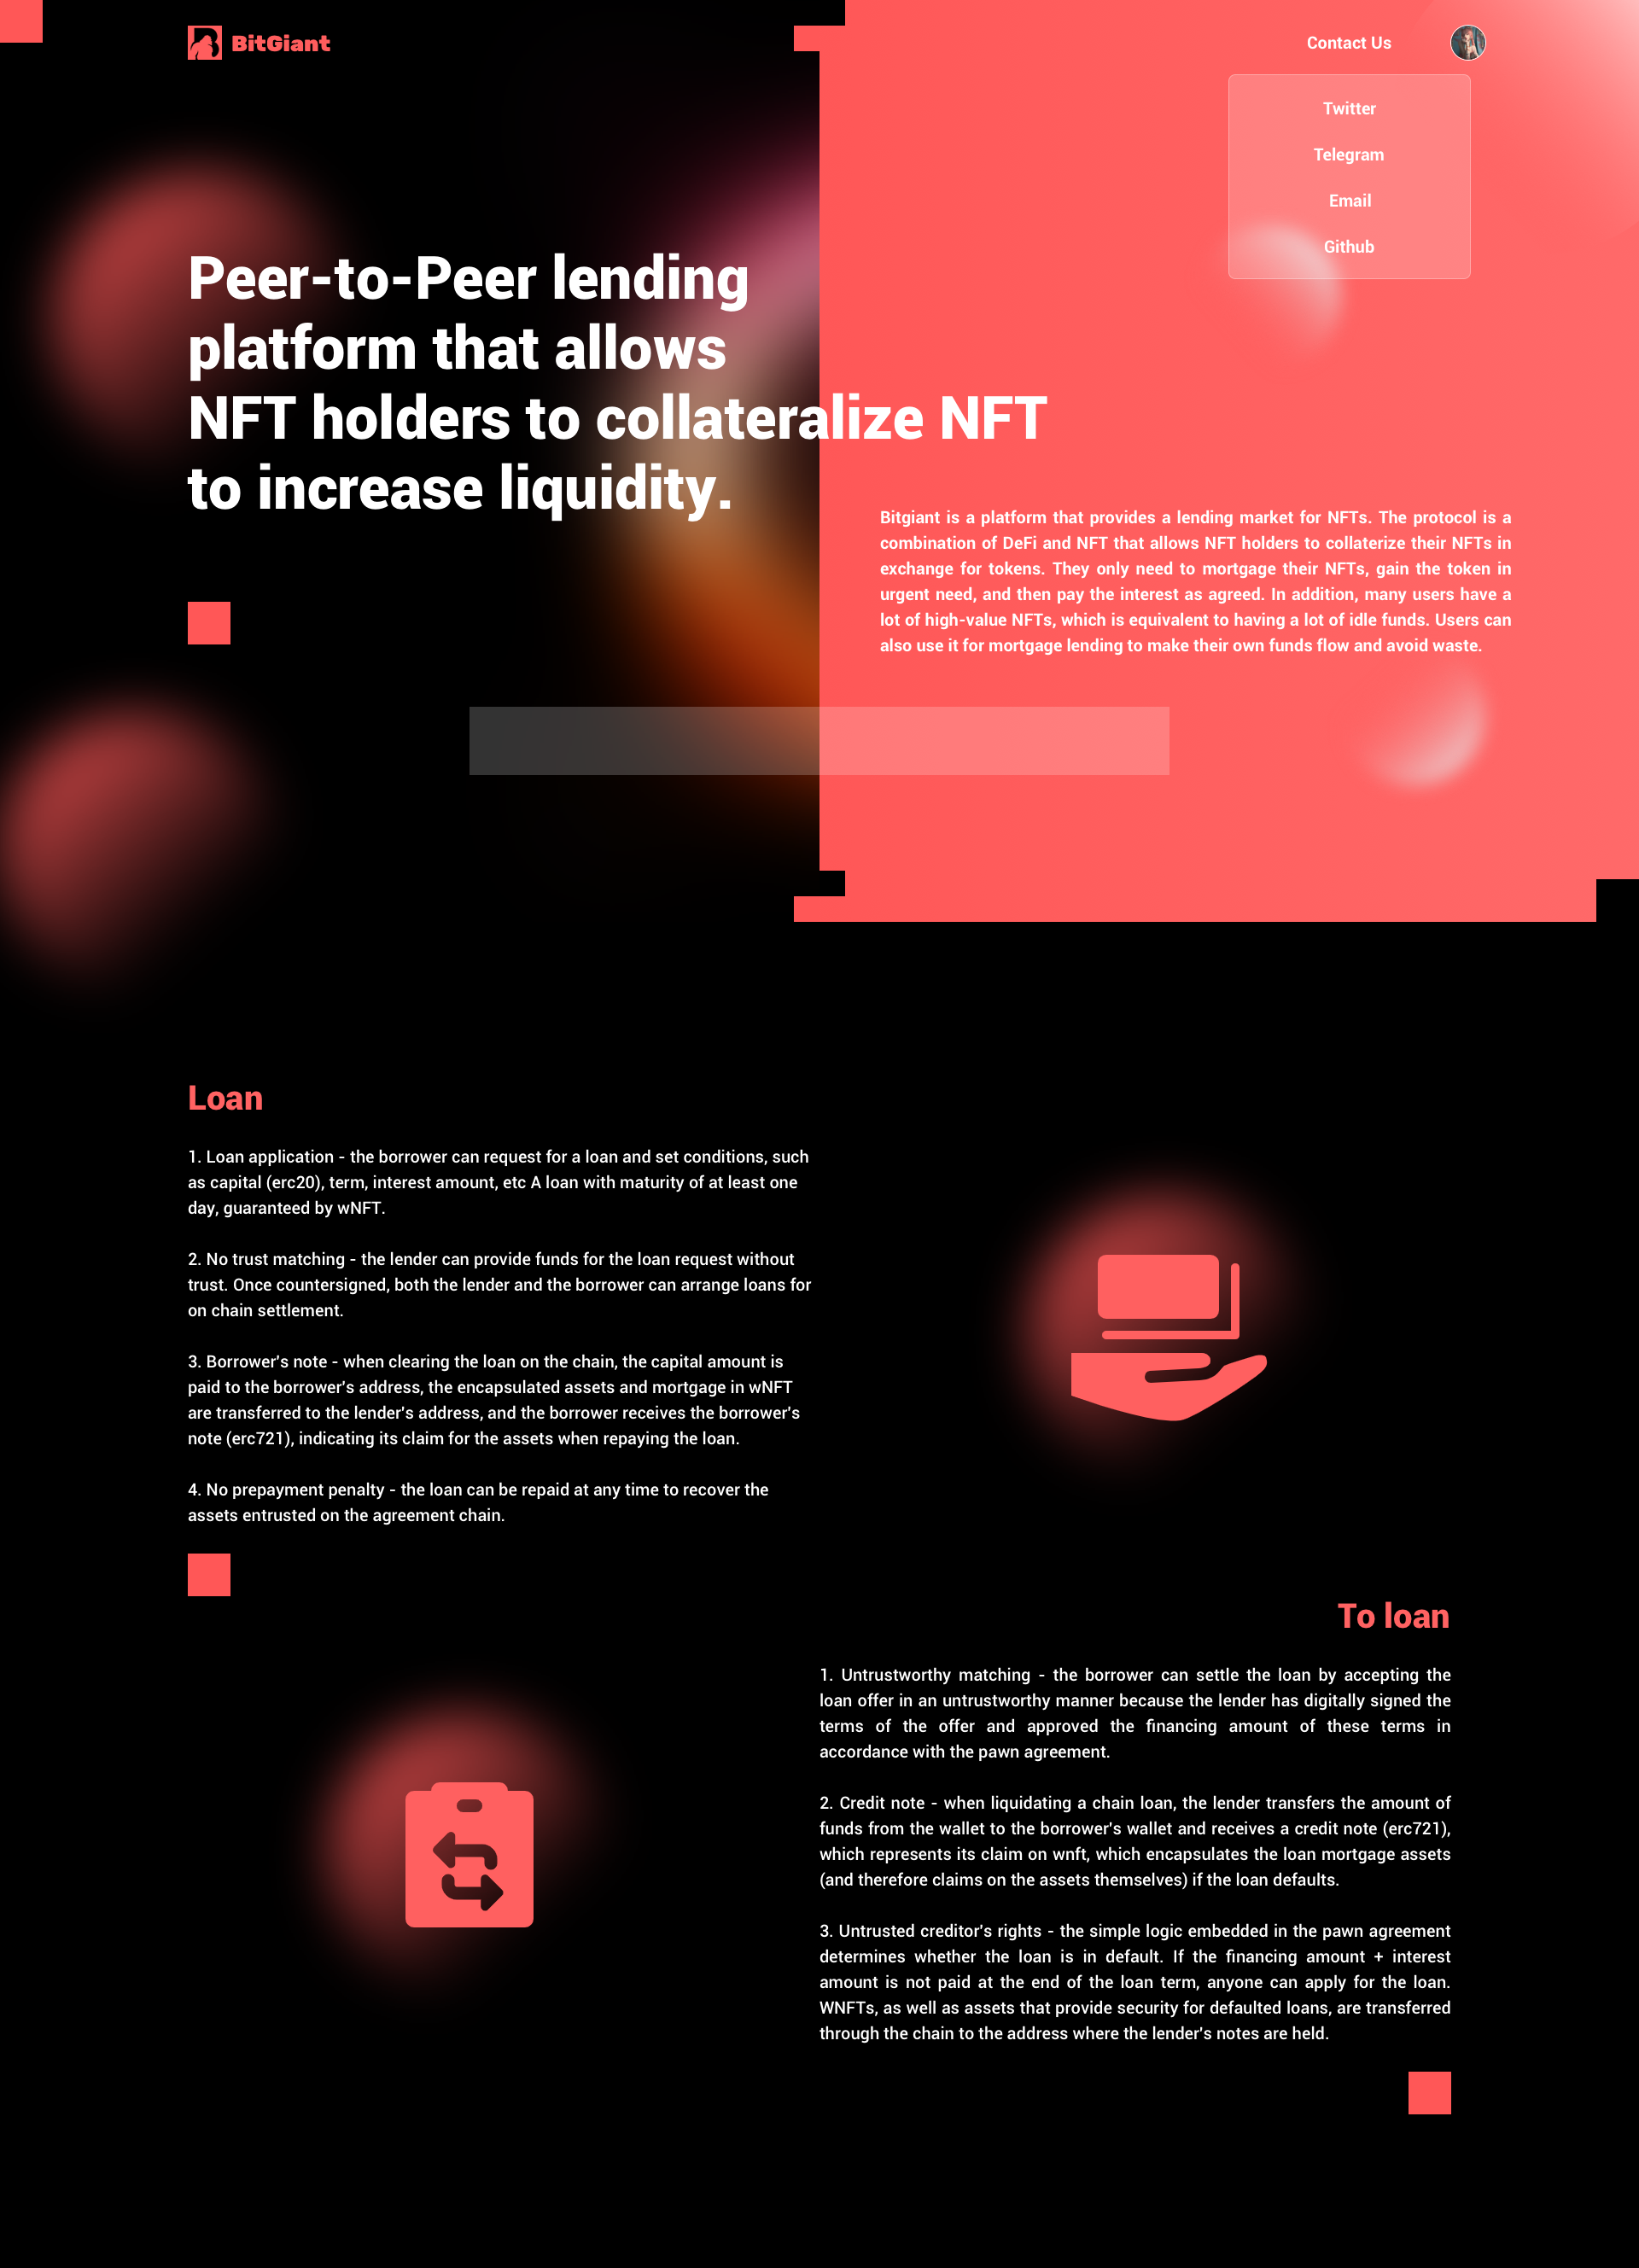 BitGiant
Contact Us
Twitter
Telegram
Email
Github
Peer-to-Peer lending
platform that allows
NFT holders to collateralize NFT
to increase liquidity.
Bitgiant is a platform that provides a lending market for NFTs. The protocol is a
combination of DeFi and NFT that allows NFT holders to collaterize their NFTs in
exchange for tokens. They only need to mortgage their NFTs, gain the token in
urgent need, and then pay the interest as agreed. In addition, many users have a
lot of high-value NFTs, which is equivalent to having a lot of idle funds. Users can
also use it for mortgage lending to make their own funds flow and avoid waste.
Loan
1. Loan application - the borrower can request for a loan and set conditions, such
as capital (erc20), term, interest amount, etc A loan with maturity of at least one
day, guaranteed by wNFT.
2. No trust matching - the lender can provide funds for the loan request without
trust. Once countersigned, both the lender and the borrower can arrange loans for
on chain settlement.
3. Borrower's note - when clearing the loan on the chain, the capital amount is
paid to the borrower's address, the encapsulated assets and mortgage in wNFT
are transferred to the lender's address, and the borrower receives the borrower's
note (erc721), indicating its claim for the assets when repaying the loan.
4. No prepayment penalty - the loan can be repaid at any time to recover the
assets entrusted on the agreement chain.
To loan
1. Untrustworthy matching - the borrower can settle the loan by accepting the
loan offer in an untrustworthy manner because the lender has digitally signed the
terms of the offer and approved the financing amount of these terms in
accordance with the pawn agreement.
2. Credit note - when liquidating a chain loan, the lender transfers the amount of
funds from the wallet to the borrower's wallet and receives a credit note (erc721),
which represents its claim on wnft, which encapsulates the loan mortgage assets
(and therefore claims on the assets themselves) if the loan defaults.
3. Untrusted creditor's rights - the simple logic embedded in the pawn agreement
determines whether the loan is in default. If the financing amount + interest
amount is not paid at the end of the loan term, anyone can apply for the loan.
WNFTs, as well as assets that provide security for defaulted loans, are transferred
through the chain to the address where the lender's notes are held.